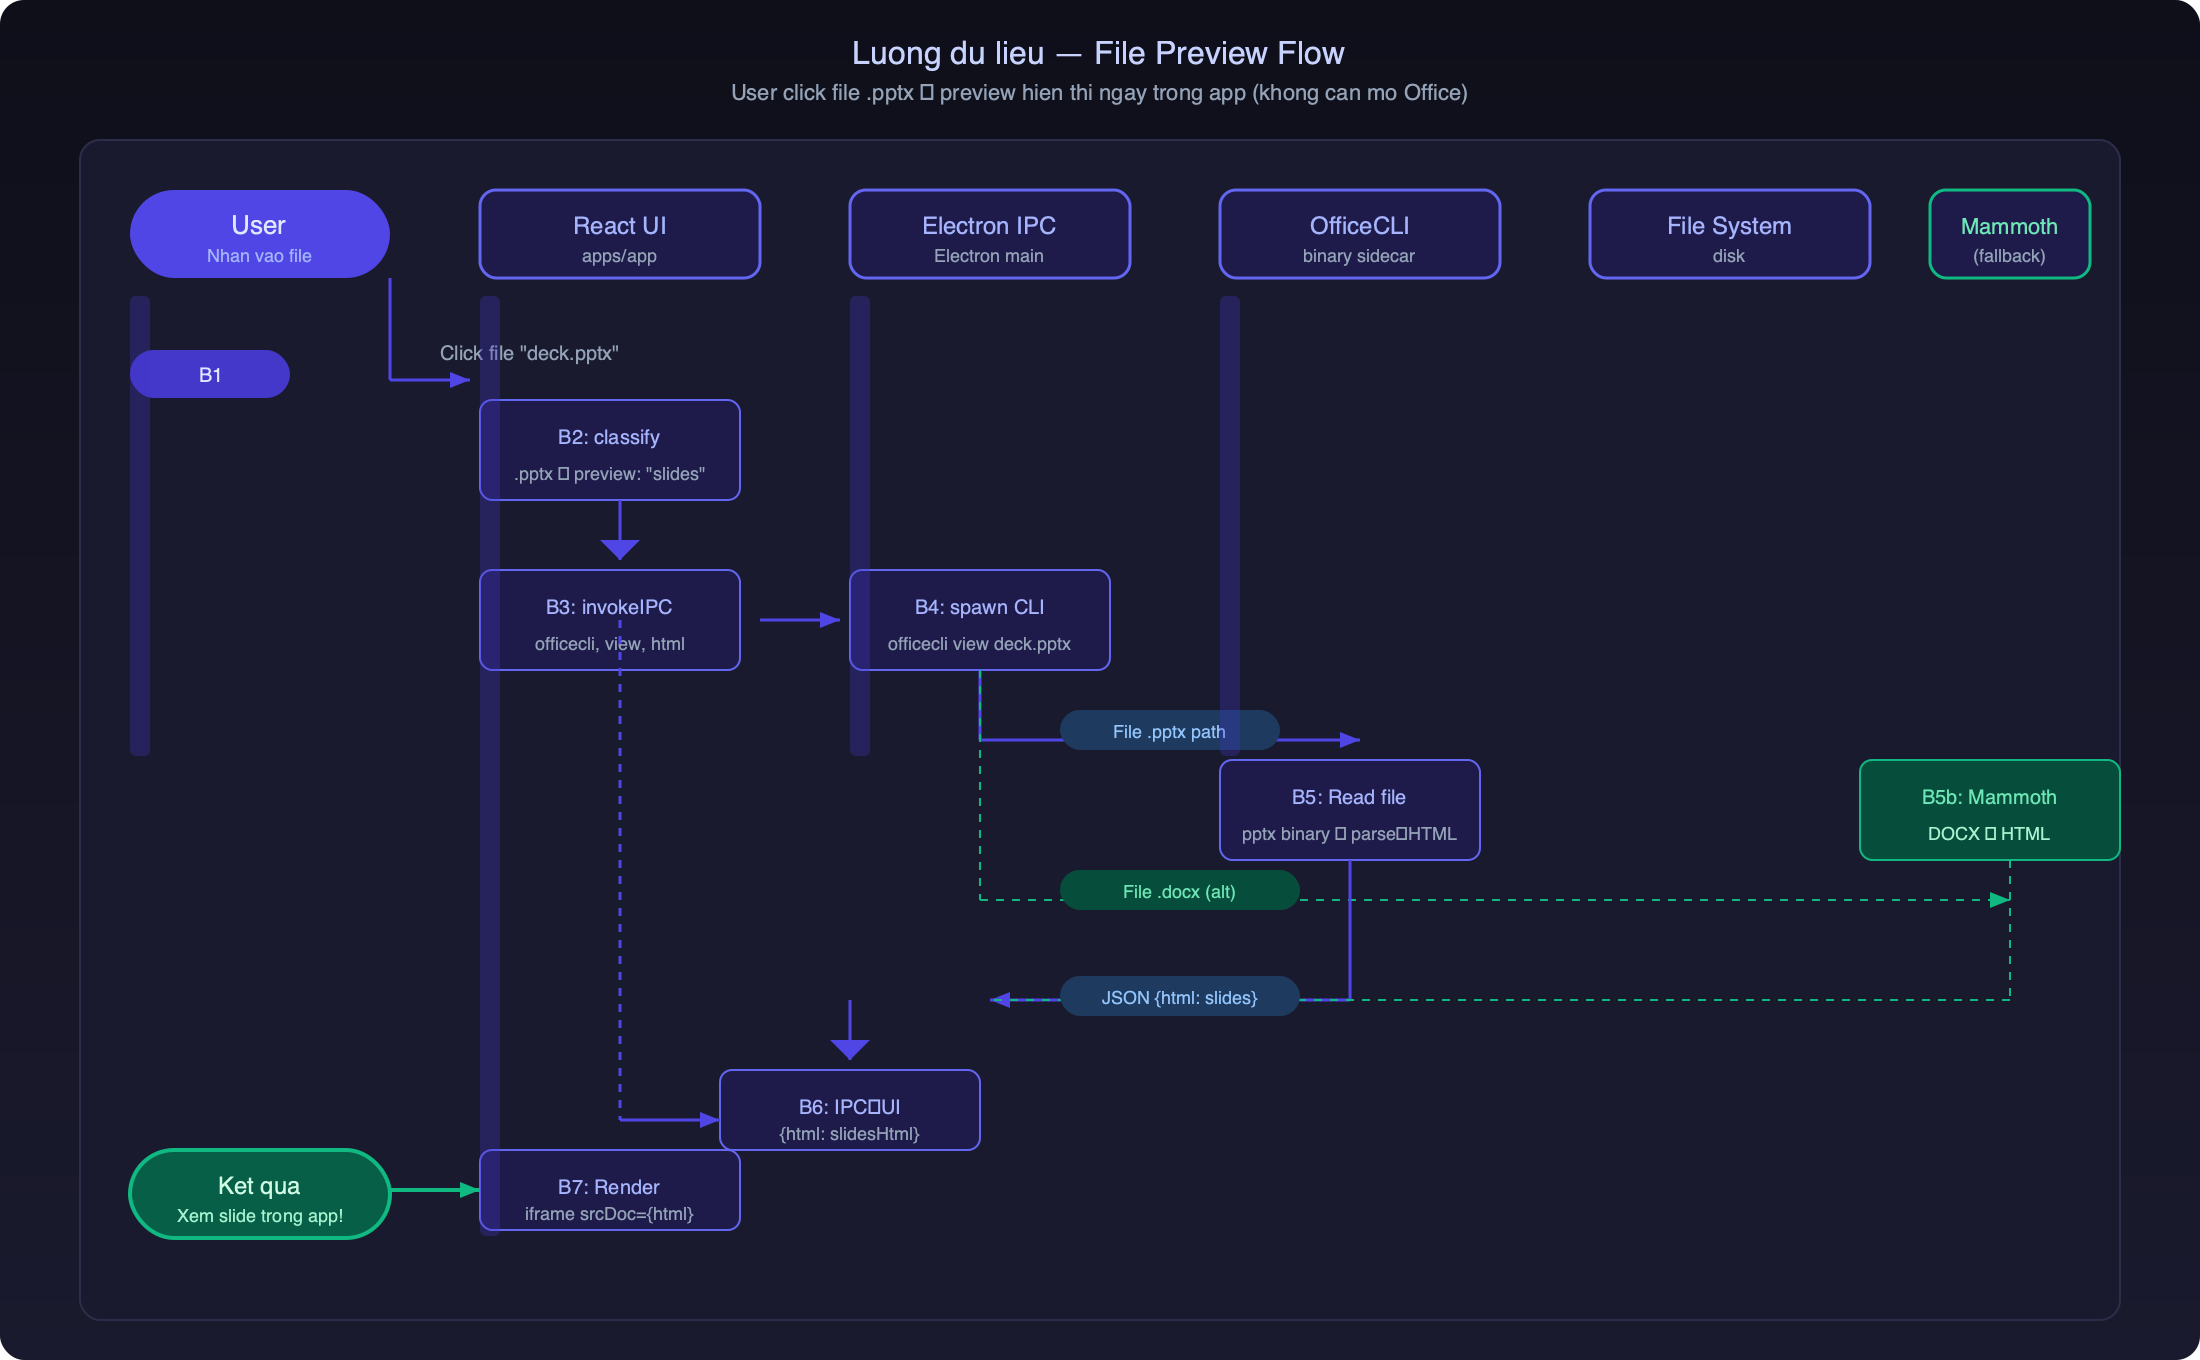 Luong du lieu — File Preview Flow
User click file .pptx □ preview hien thi ngay trong app (khong can mo Office)
User
Nhan vao file
React UI
apps/app
Electron IPC
Electron main
OfficeCLI
binary sidecar
File System
disk
Mammoth
(fallback)
Click file "deck.pptx"
B1
B2: classify
.pptx □ preview: "slides"
B3: invokeIPC
officecli, view, html
B4: spawn CLI
officecli view deck.pptx
File .pptx path
B5: Read file
pptx binary □ parse□HTML
B5b: Mammoth
DOCX □ HTML
File .docx (alt)
JSON {html: slides}
B6: IPC□UI
{html: slidesHtml}
Ket qua
Xem slide trong app!
B7: Render
iframe srcDoc={html}